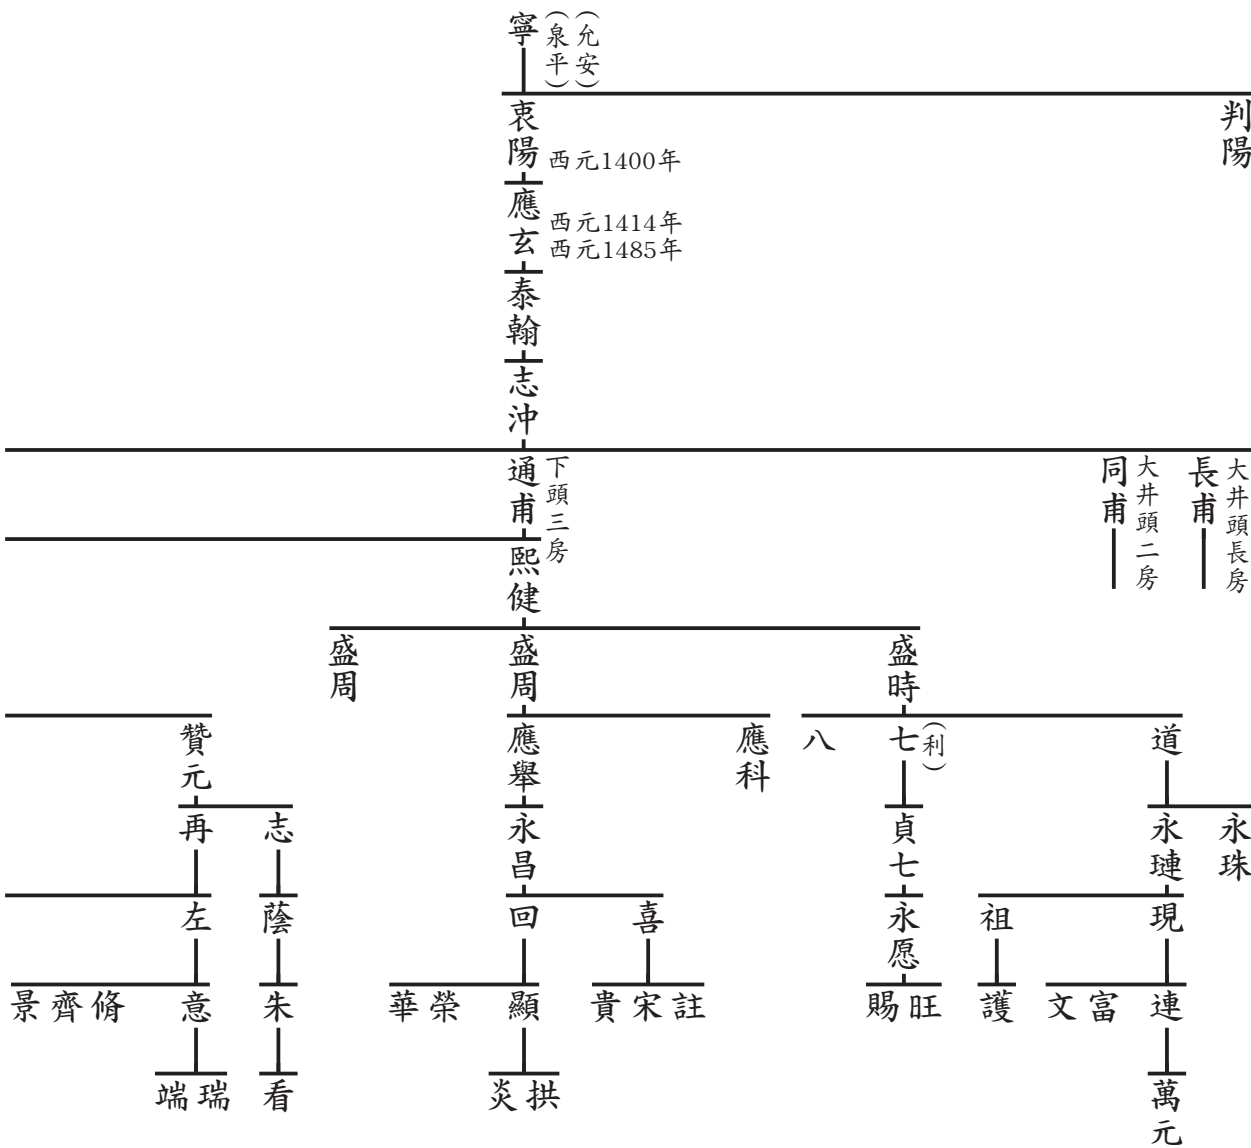 寧
（允安）
（泉平）
判陽
衷陽
西元1400年
應玄
西元1414年
西元1485年
泰翰
志沖
大井頭長房
長甫
大井頭二房
同甫
下頭三房
通甫
熙健
盛時
盛周
盛周
道
（利）
七
八
應科
應舉
贊元
永珠
永璉
貞七
永昌
志
再
現
祖
永愿
喜
回
蔭
左
連
富
文
護
旺
賜
註
宋
貴
顯
榮
華
朱
意
脩
齊
景
萬元
拱
炎
看
瑞
端